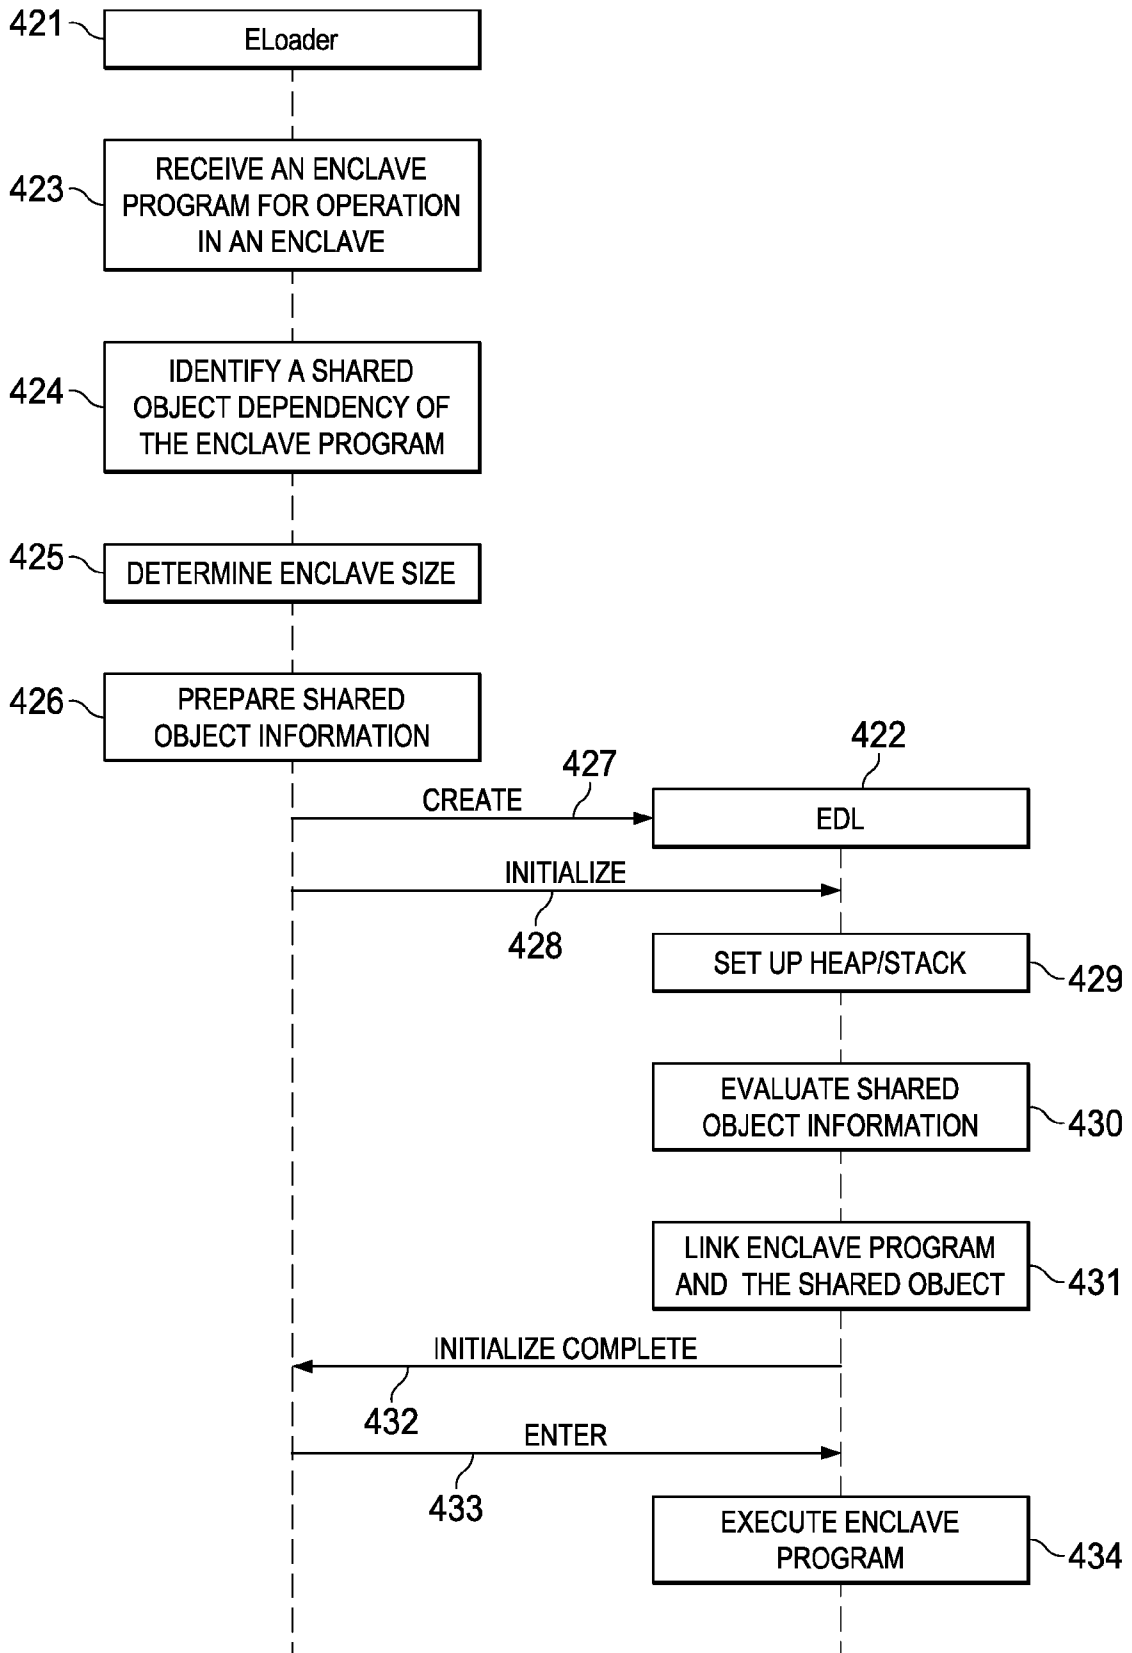 421
ELoader
423
RECEIVE AN ENCLAVE
PROGRAM FOR OPERATION
IN AN ENCLAVE
424
IDENTIFY A SHARED
OBJECT DEPENDENCY OF
THE ENCLAVE PROGRAM
425
DETERMINE ENCLAVE SIZE
426
PREPARE SHARED
OBJECT INFORMATION
422
427
CREATE
EDL
INITIALIZE
428
SET UP HEAP/STACK
429
EVALUATE SHARED
OBJECT INFORMATION
430
LINK ENCLAVE PROGRAM
AND THE SHARED OBJECT
431
INITIALIZE COMPLETE
432
ENTER
433
EXECUTE ENCLAVE
PROGRAM
434